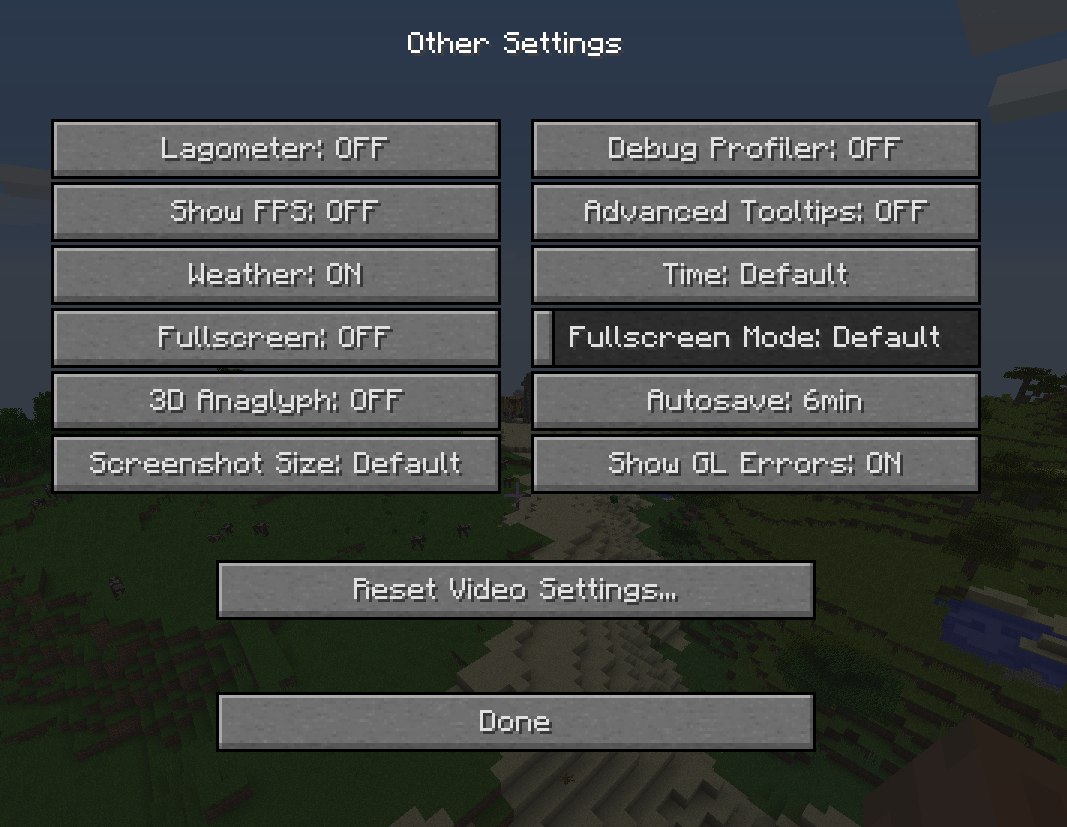 Other Settings
Lagometer: OFF
Debug Profiler: OFF
Show FPS: OFF
Advanced Tooltips: OFF
Weather: ON
Time: Default
Fullscreen: OFF
Fullscreen Mode: Default
3D Anaglyph: OFF
Autosave: 6min
Screenshot Size: Default
Show GL Errors: ON
Reset Video Settings...
Done